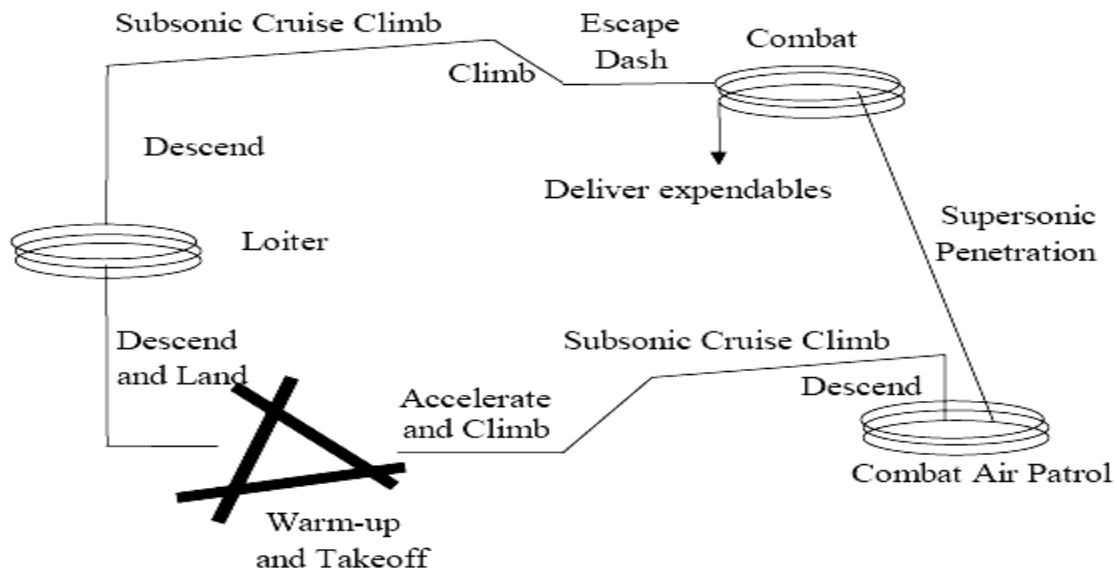 Subsonic Cruise Climb
Escape
Dash
Combat
Climb
Descend
Deliver expendables
Supersonic
Penetration
Loiter
Descend
and Land
Subsonic Cruise Climb
Descend
Accelerate
and Climb
Combat Air Patrol
Warm-up
and Takeoff